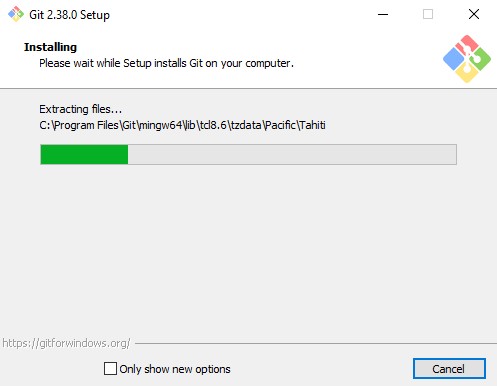 Git 2.38.0 Setup
Installing
Please wait while Setup installs Git on your computer.
Extracting files...
C:\Program Files\Git\mingw64\lib\tcl8.6\tzdata\Pacific\Tahiti
https://gitforwindows.org/
Only show new options
Cancel